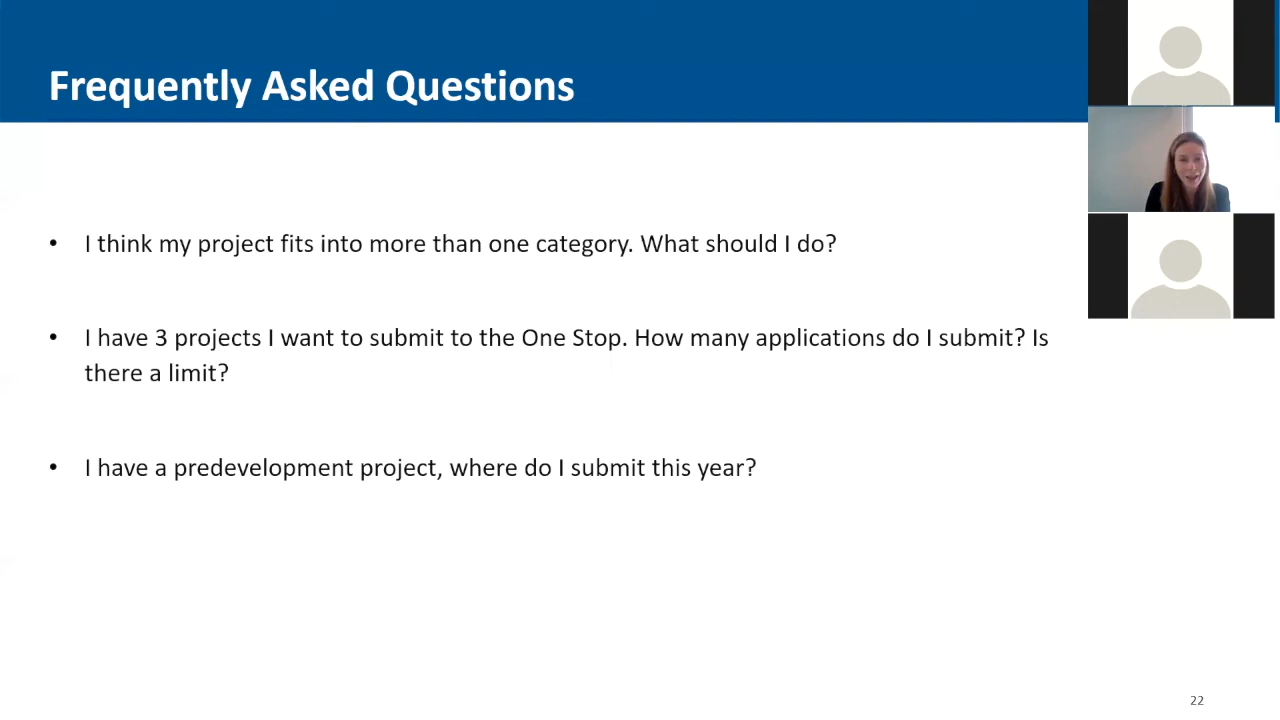 Frequently Asked Questions
• I think my project fits into more than one category. What should I do?
• I have 3 projects I want to submit to the One Stop. How many applications do I submit? Is
there a limit?
• I have a predevelopment project, where do I submit this year?
22